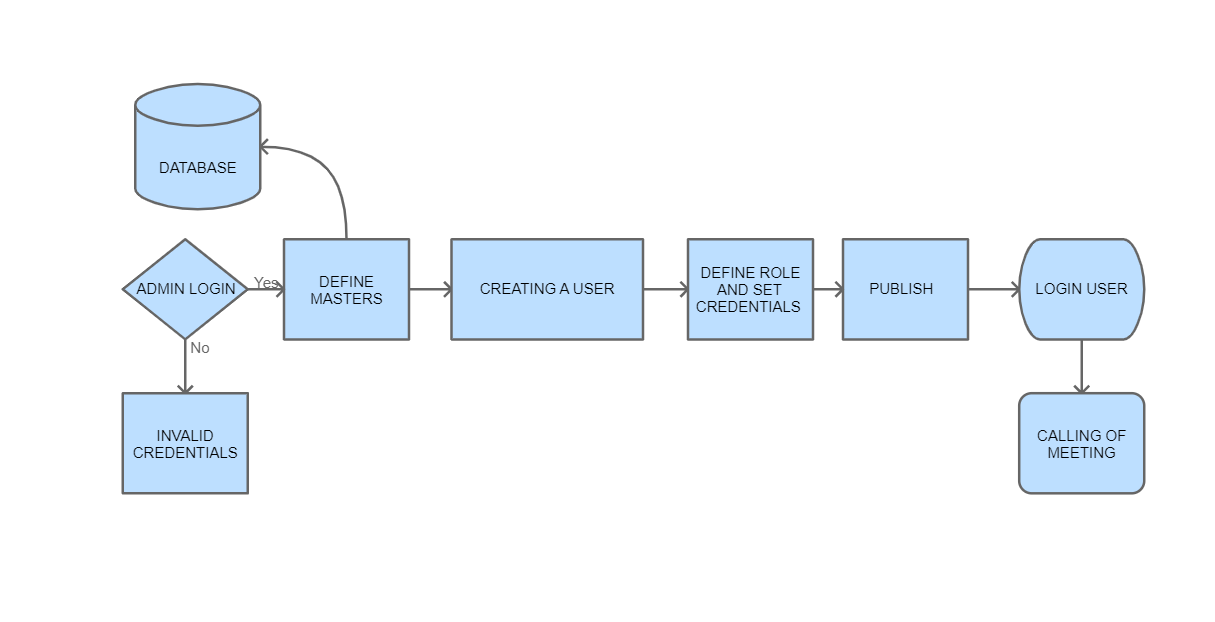 DATABASE
ADMIN LOGIN
Yes
DEFINE
MASTERS
CREATING A USER
DEFINE ROLE
AND SET
CREDENTIALS
PUBLISH
LOGIN USER
No
INVALID
CREDENTIALS
CALLING OF
MEETING